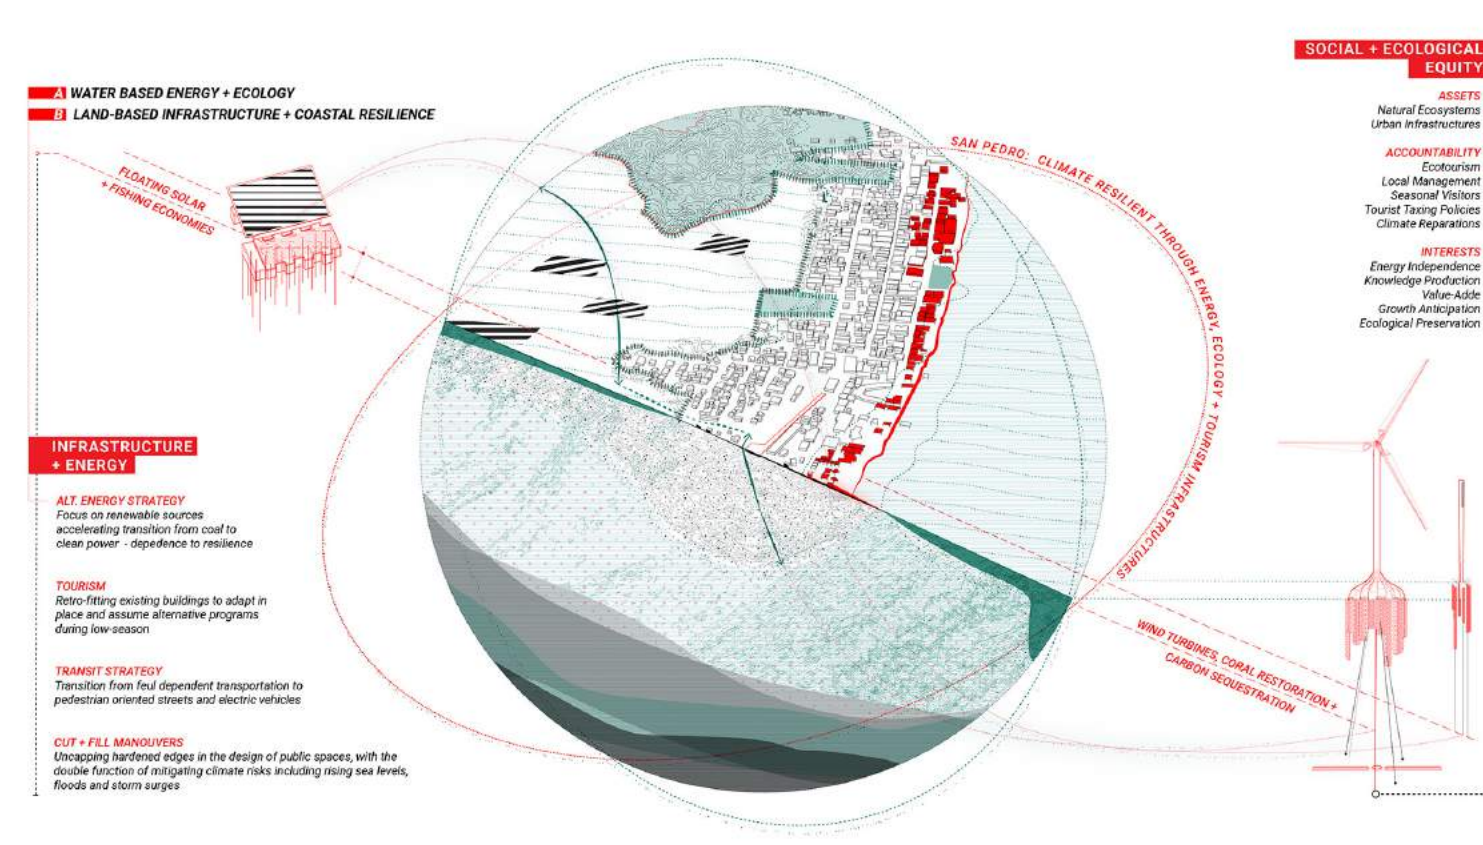 A WATER BASED ENERGY + ECOLOGY
B LAND-BASED INFRASTRUCTURE + COASTAL RESILIENCE
FLOATING SOLAR
+ FISHING ECONOMIES
INFRASTRUCTURE
+ ENERGY
ALT. ENERGY STRATEGY
Focus on renewable sources
accelerating transition from coal to
clean power - depedence to resilience
TOURISM
Retro-fitting existing buildings to adapt in
place and assume alternative programs
during low-season
TRANSIT STRATEGY
Transition from feul dependent transportation to
pedestrian oriented streets and electric vehicles
CUT + FILL MANOUVERS
Uncapping hardened edges in the design of public spaces, with the
double function of mitigating climate risks including rising sea levels,
floods and storm surges
SAN PEDRO: CLIMATE RESILIENT THROUGH ENERGY, ECOLOGY + TOURISM INFRASTRUCTURES
SOCIAL + ECOLOGICAL
EQUITY
ASSETS
Natural Ecosystems
Urban Infrastructures
ACCOUNTABILITY
Ecotourism
Local Management
Seasonal Visitors
Tourist Taxing Policies
Climate Reparations
INTERESTS
Energy Independence
Knowledge Production
Value-Adde
Growth Anticipation
Ecological Preservation
WIND TURBINES, CORAL RESTORATION +
CARBON SEQUESTRATION